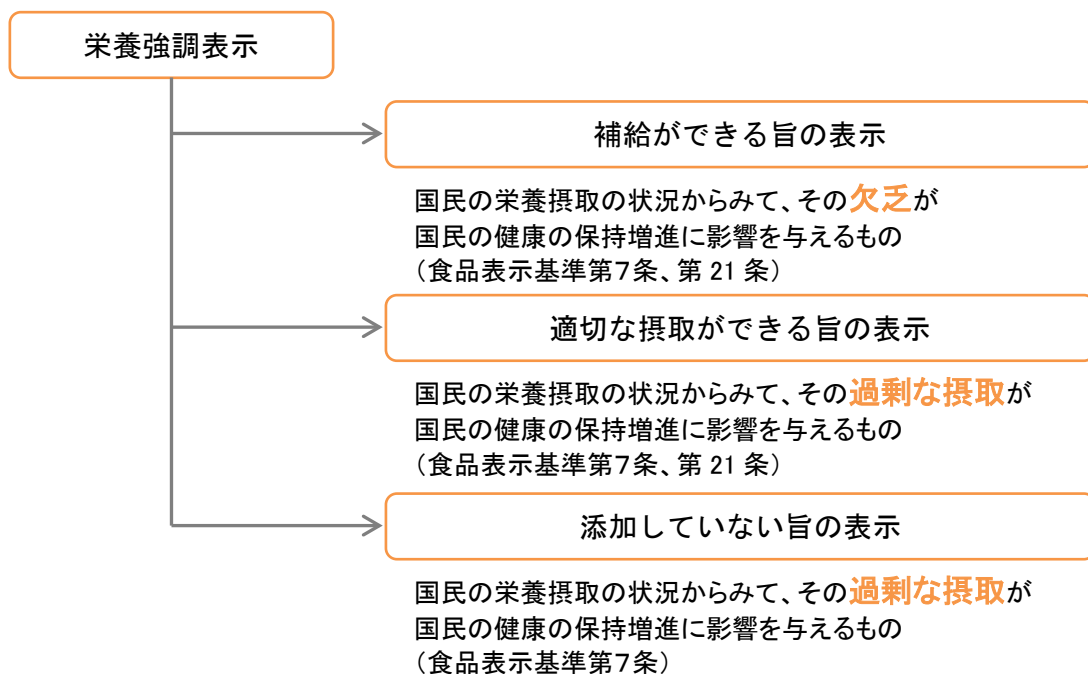 栄養強調表示
補給ができる旨の表示
国民の栄養摂取の状況からみて、その欠乏が
国民の健康の保持増進に影響を与えるもの
（食品表示基準第７条、第 21 条）
適切な摂取ができる旨の表示
国民の栄養摂取の状況からみて、その過剰な摂取が
国民の健康の保持増進に影響を与えるもの
（食品表示基準第７条、第 21 条）
添加していない旨の表示
国民の栄養摂取の状況からみて、その過剰な摂取が
国民の健康の保持増進に影響を与えるもの
（食品表示基準第７条）